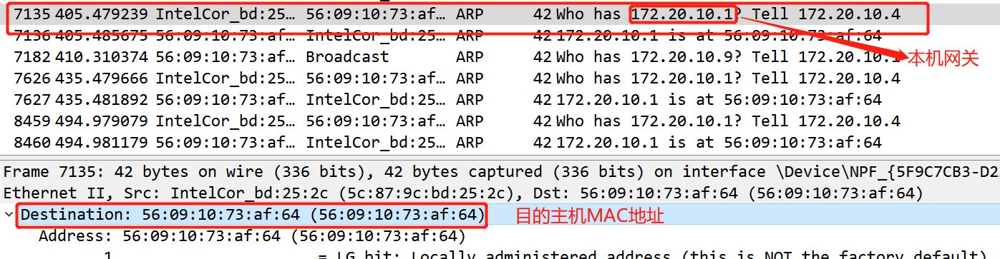 7135 405.479239 IntelCor_bd:25… 56:09:10:73:af… ARP 42 Who has 172.20.10.1? Tell 172.20.10.4
7136 405.485675 56:09:10:73:af… IntelCor_bd:25… ARP 42 172.20.10.1 is at 56:09:10:73:af:64
7182 410.310374 56:09:10:73:af… Broadcast ARP 42 Who has 172.20.10.9? Tell 172.20.10.1
本机网关
7626 435.479666 IntelCor_bd:25… 56:09:10:73:af… ARP 42 Who has 172.20.10.1? Tell 172.20.10.4
7627 435.481892 56:09:10:73:af… IntelCor_bd:25… ARP 42 172.20.10.1 is at 56:09:10:73:af:64
8459 494.979079 IntelCor_bd:25… 56:09:10:73:af… ARP 42 Who has 172.20.10.1? Tell 172.20.10.4
8460 494.981179 56:09:10:73:af… IntelCor_bd:25… ARP 42 172.20.10.1 is at 56:09:10:73:af:64
Frame 7135: 42 bytes on wire (336 bits), 42 bytes captured (336 bits) on interface \Device\NPF_{5F9C7CB3-D2
Ethernet II, Src: IntelCor_bd:25:2c (5c:87:9c:bd:25:2c), Dst: 56:09:10:73:af:64 (56:09:10:73:af:64)
Destination: 56:09:10:73:af:64 (56:09:10:73:af:64) 目的主机MAC地址
Address: 56:09:10:73:af:64 (56:09:10:73:af:64)
= LG bit: Locally administered address (this is NOT the factory default)